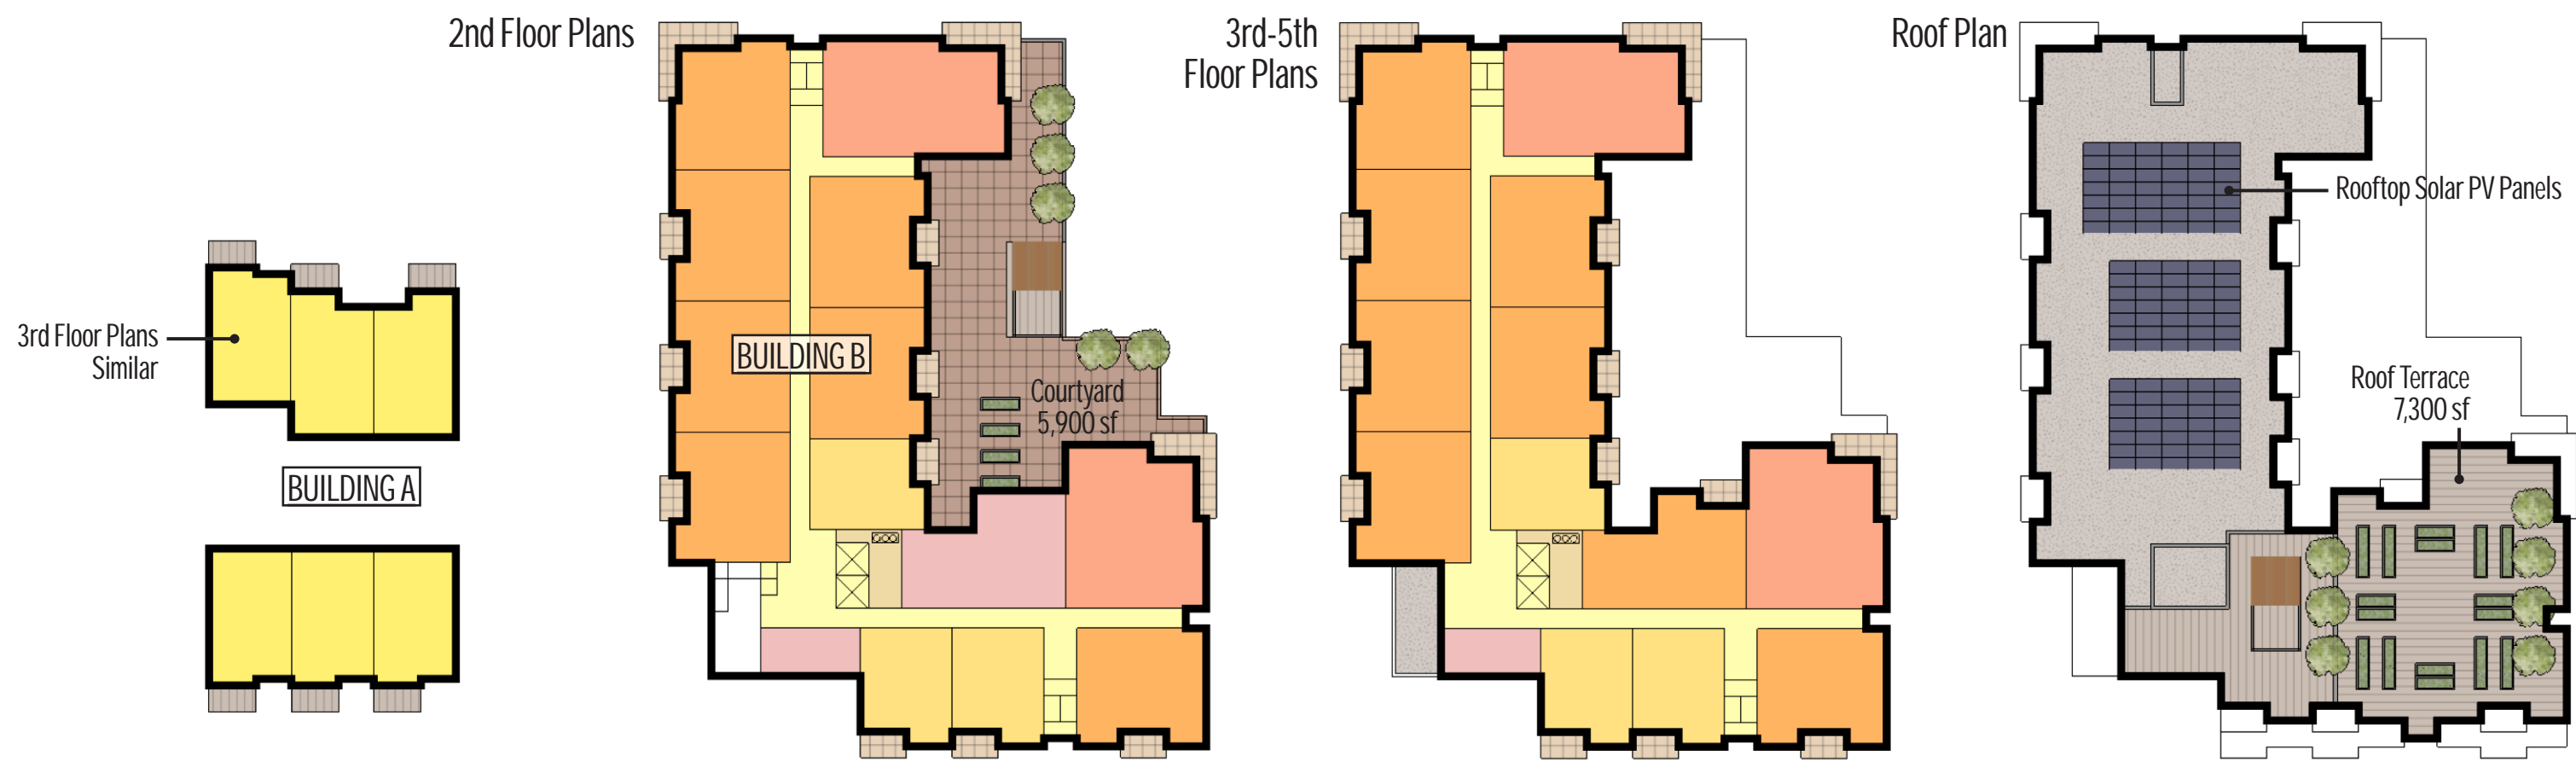 2nd Floor Plans
3rd-5th
Floor Plans
Roof Plan
Rooftop Solar PV Panels
3rd Floor Plans
Similar
BUILDING B
Courtyard
5,900 sf
Roof Terrace
7,300 sf
BUILDING A